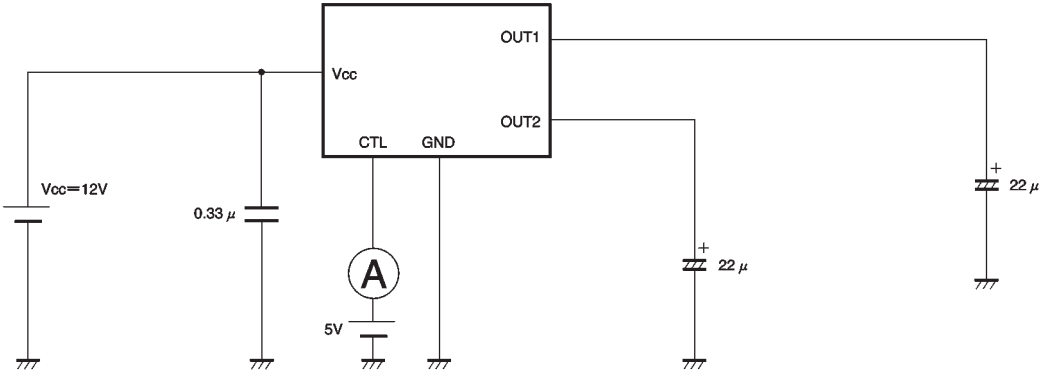 OUT1
Vcc
OUT2
CTL
GND
Vcc=12V
0.33 μ
+
22 μ
+
22 μ
A
5V